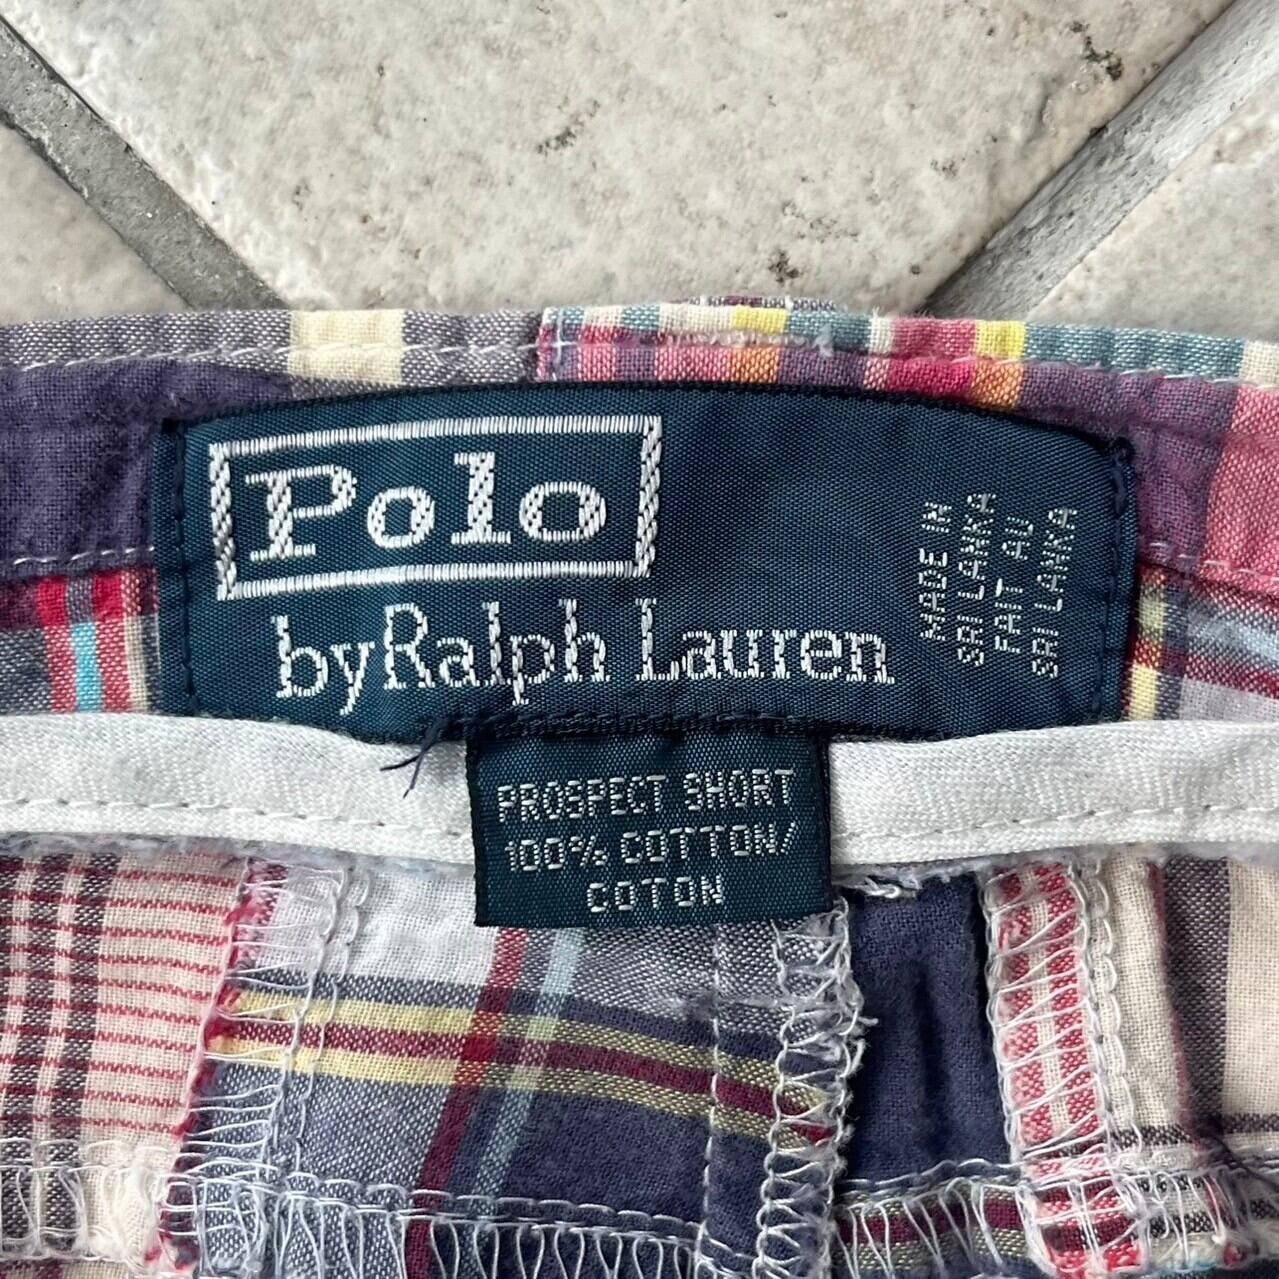 Polo
by Ralph Lauren
MADE IN
SRI LANKA
FAIT AU
SRI LANKA
PROSPECT SHORT
100% COTTON/
COTON